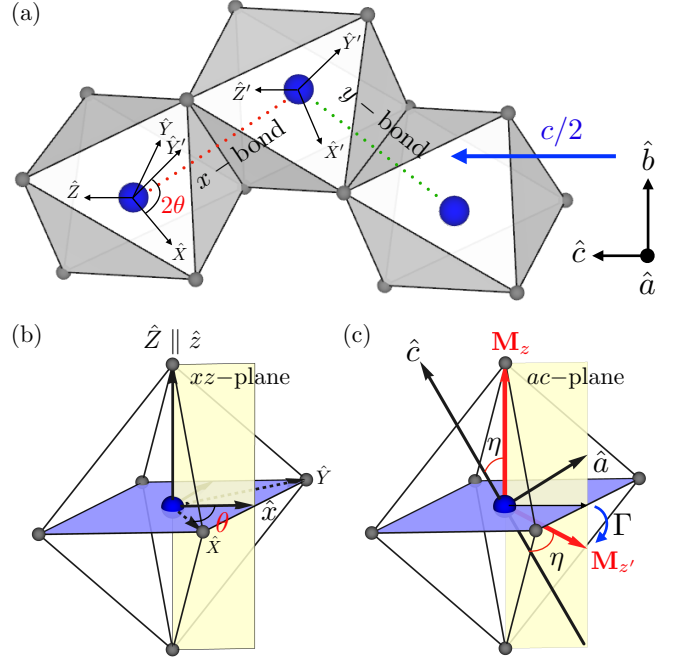 (a)
Ŷ′
Ẑ′
X̂′
y − bond
x − bond
Ŷ
Ŷ′
Ẑ
2θ
X̂
c/2
b̂
ĉ
â
(b)
Ẑ ∥ ẑ
xz−plane
Ŷ
x̂
θ
X̂
(c)
M_z
ĉ
ac−plane
η
â
Γ
M_z′
η